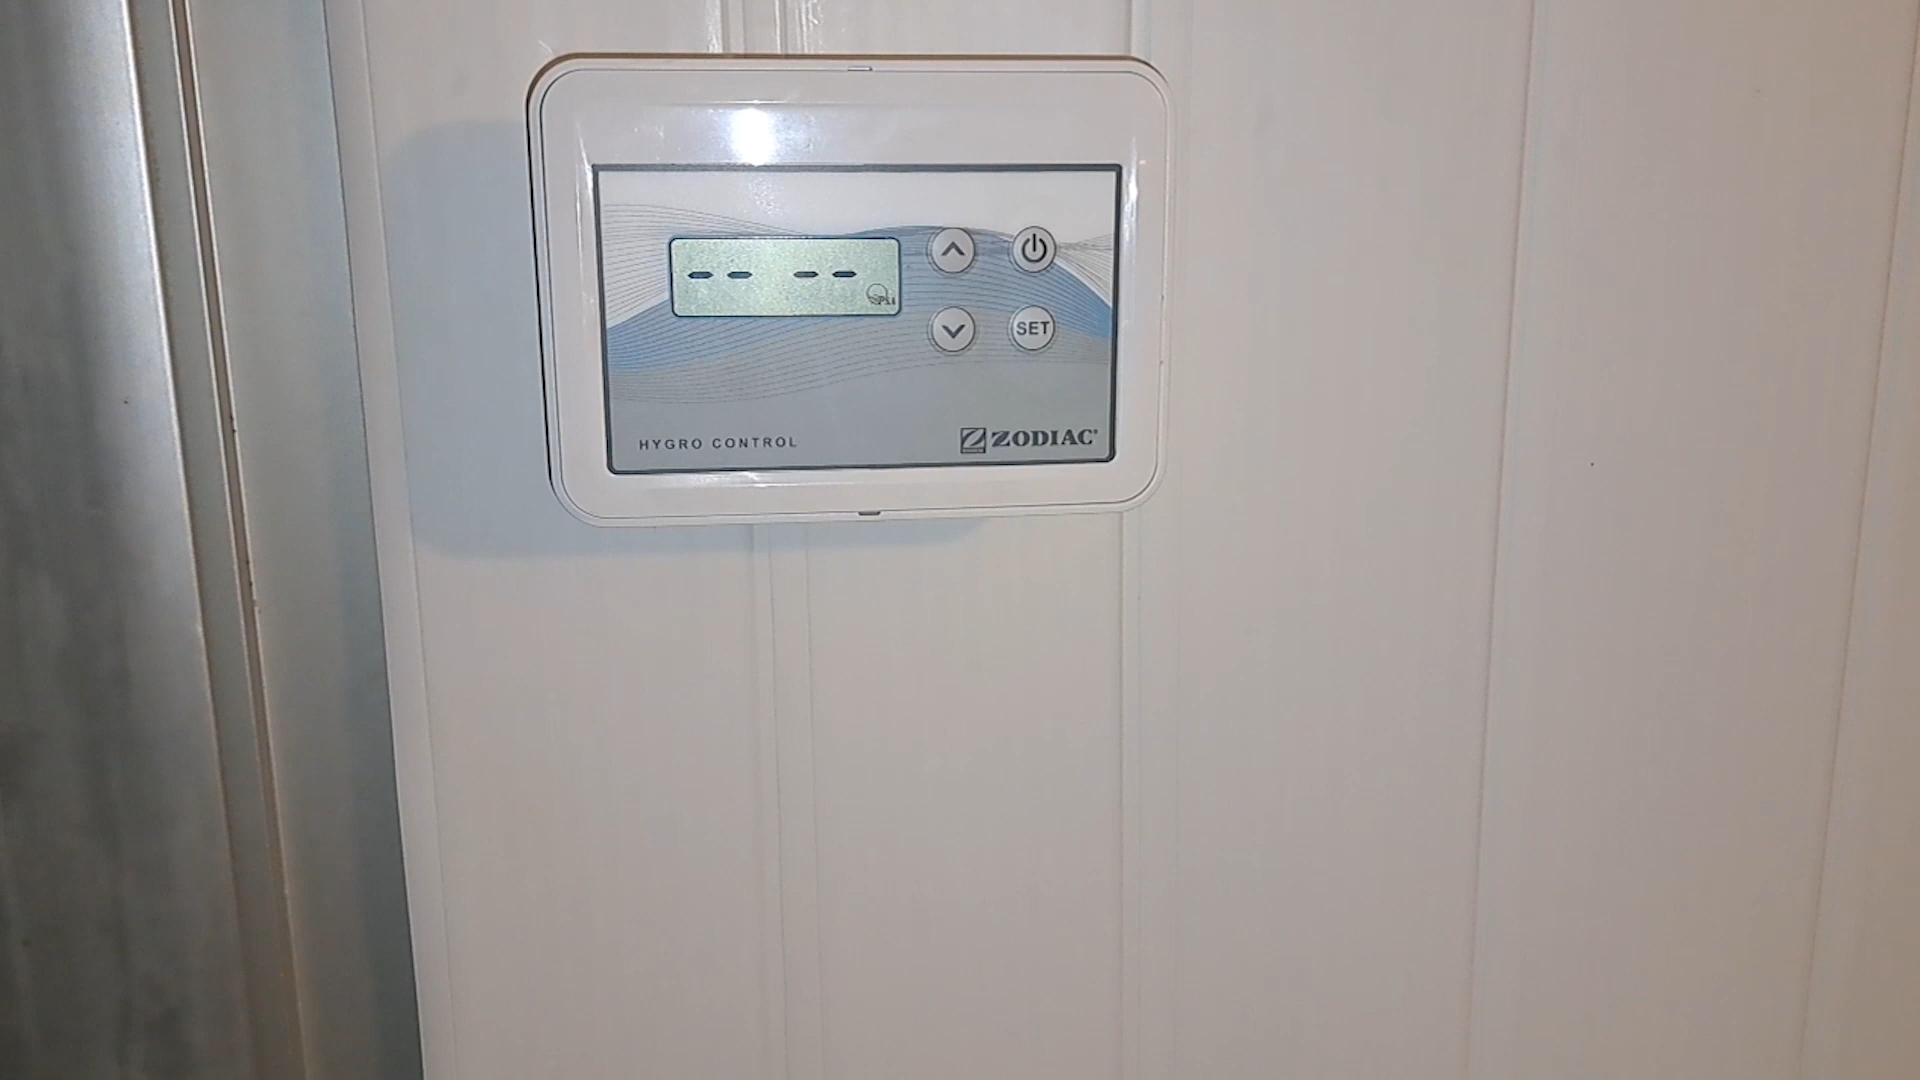 -- --
SET
HYGRO CONTROL
ZODIAC®